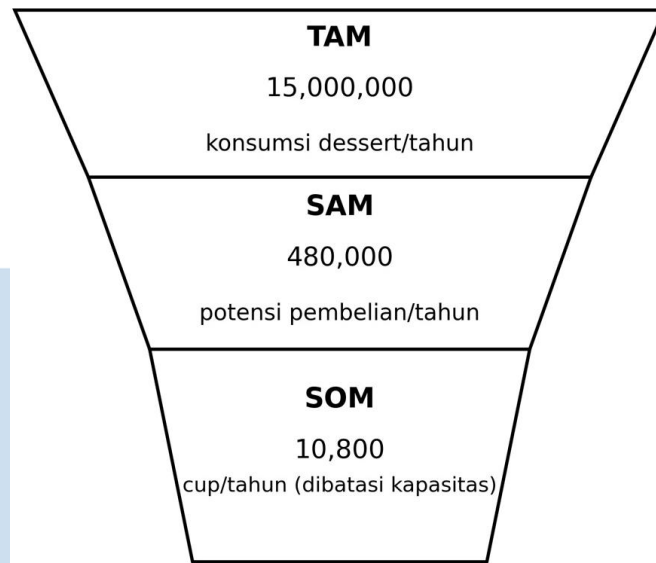 TAM
15,000,000
konsumsi dessert/tahun
SAM
480,000
potensi pembelian/tahun
SOM
10,800
cup/tahun (dibatasi kapasitas)